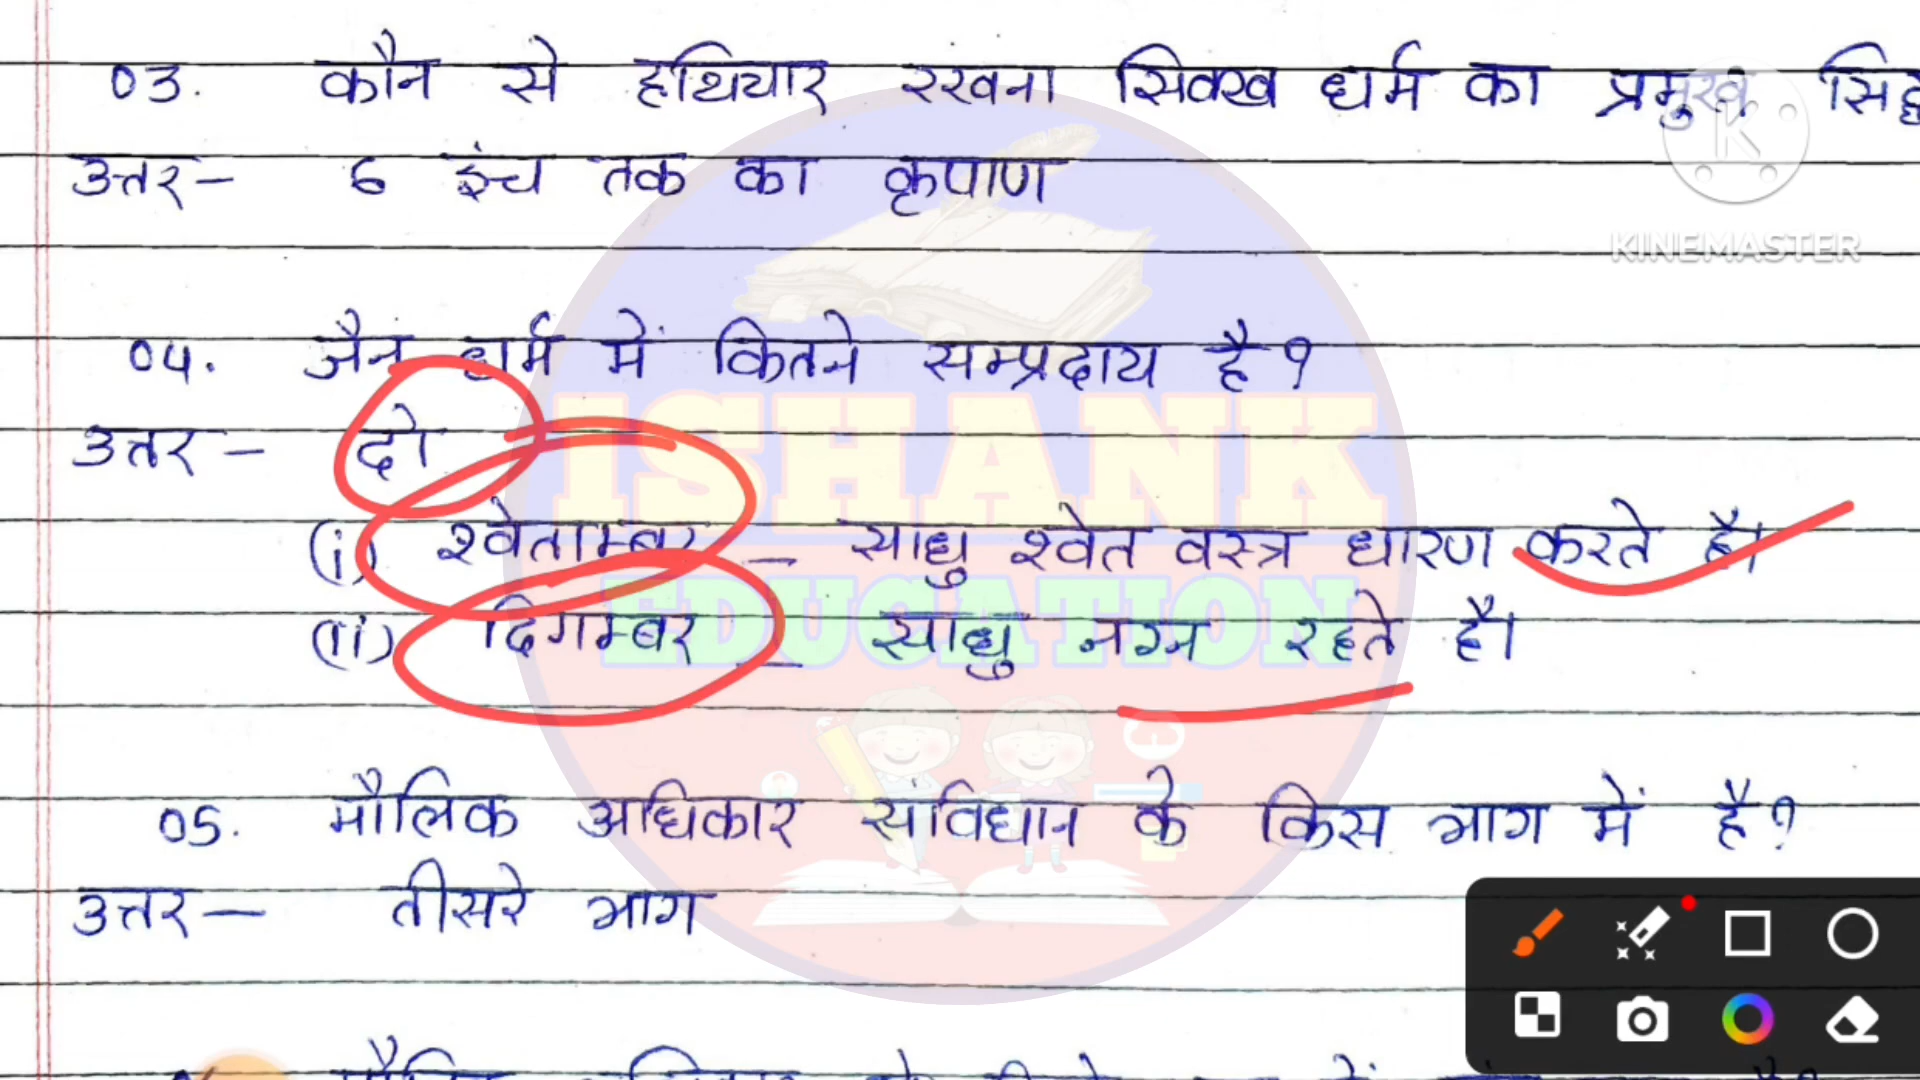 03. कौन से हथियार रखना सिक्ख धर्म का प्रमुख
उत्तर- 6 इंच तक का कृपाण
KINEMASTER
04. जैन धर्म में कितने सम्प्रदाय है?
उत्तर- दो
ISHANK
(i) श्वेताम्बर - साधु श्वेत वस्त्र धारण करते है।
EDUCATION
(ii) दिगम्बर - साधु नग्न रहते है।
05. मौलिक अधिकार संविधान के किस भाग में है?
उत्तर- तीसरे भाग